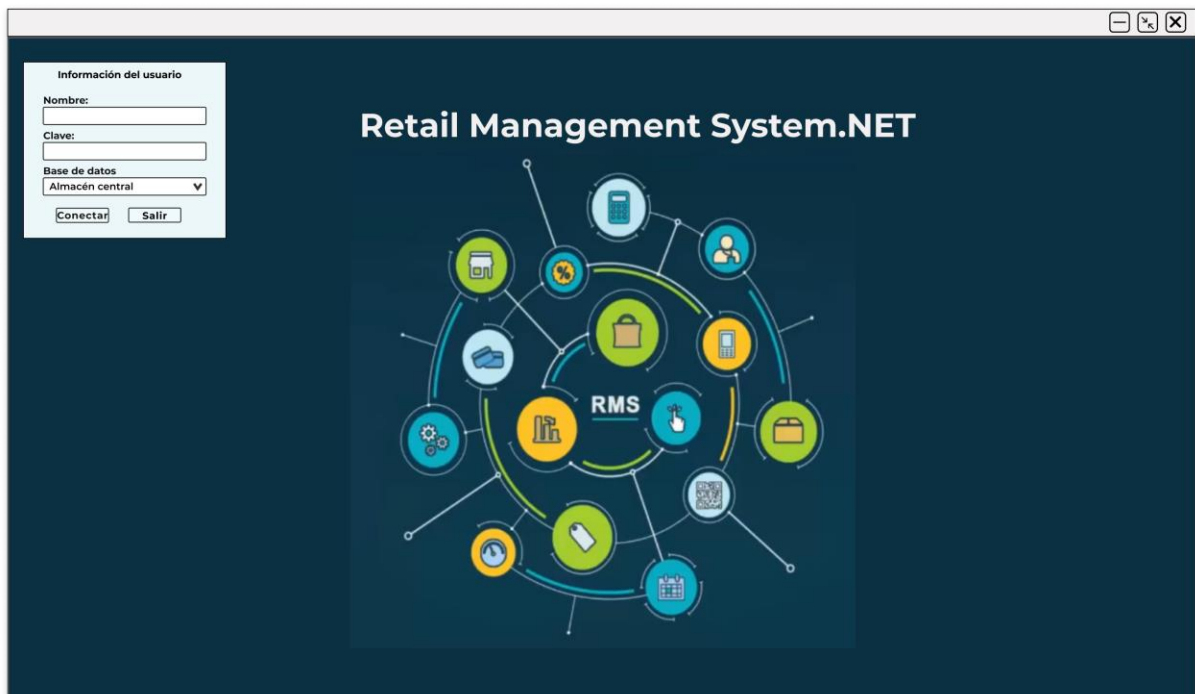 Información del usuario
Nombre:
Clave:
Base de datos
Almacén central
Conectar Salir
Retail Management System.NET
%
RMS